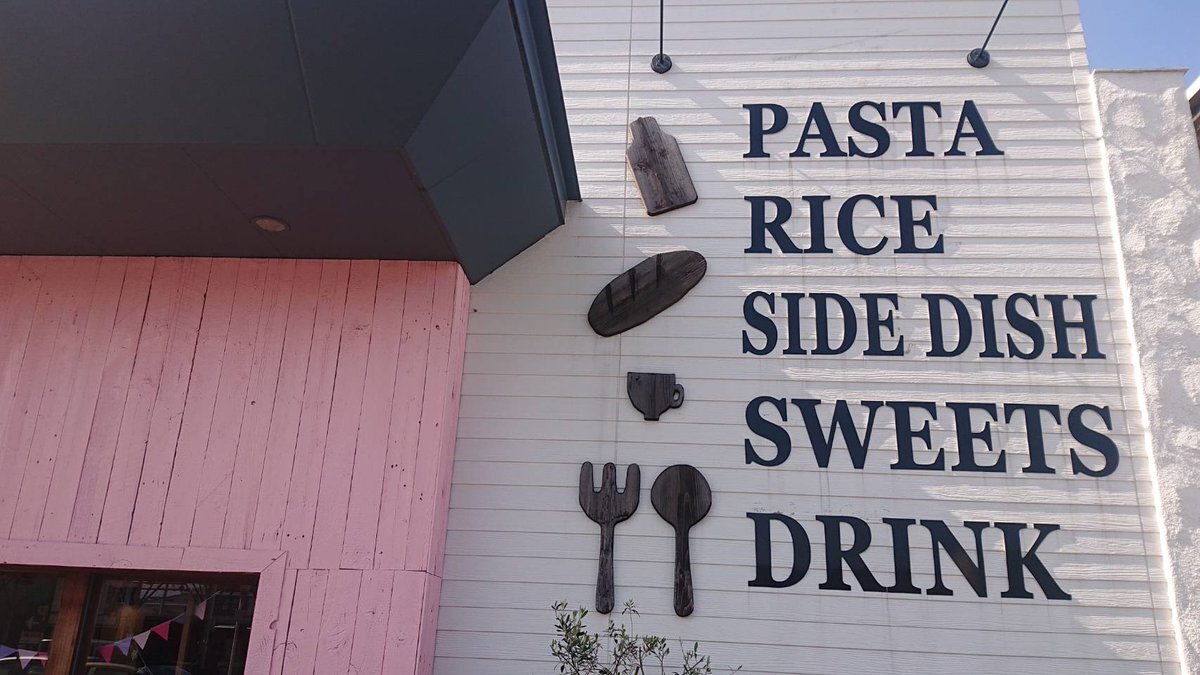 PASTA
RICE
SIDE DISH
SWEETS
DRINK